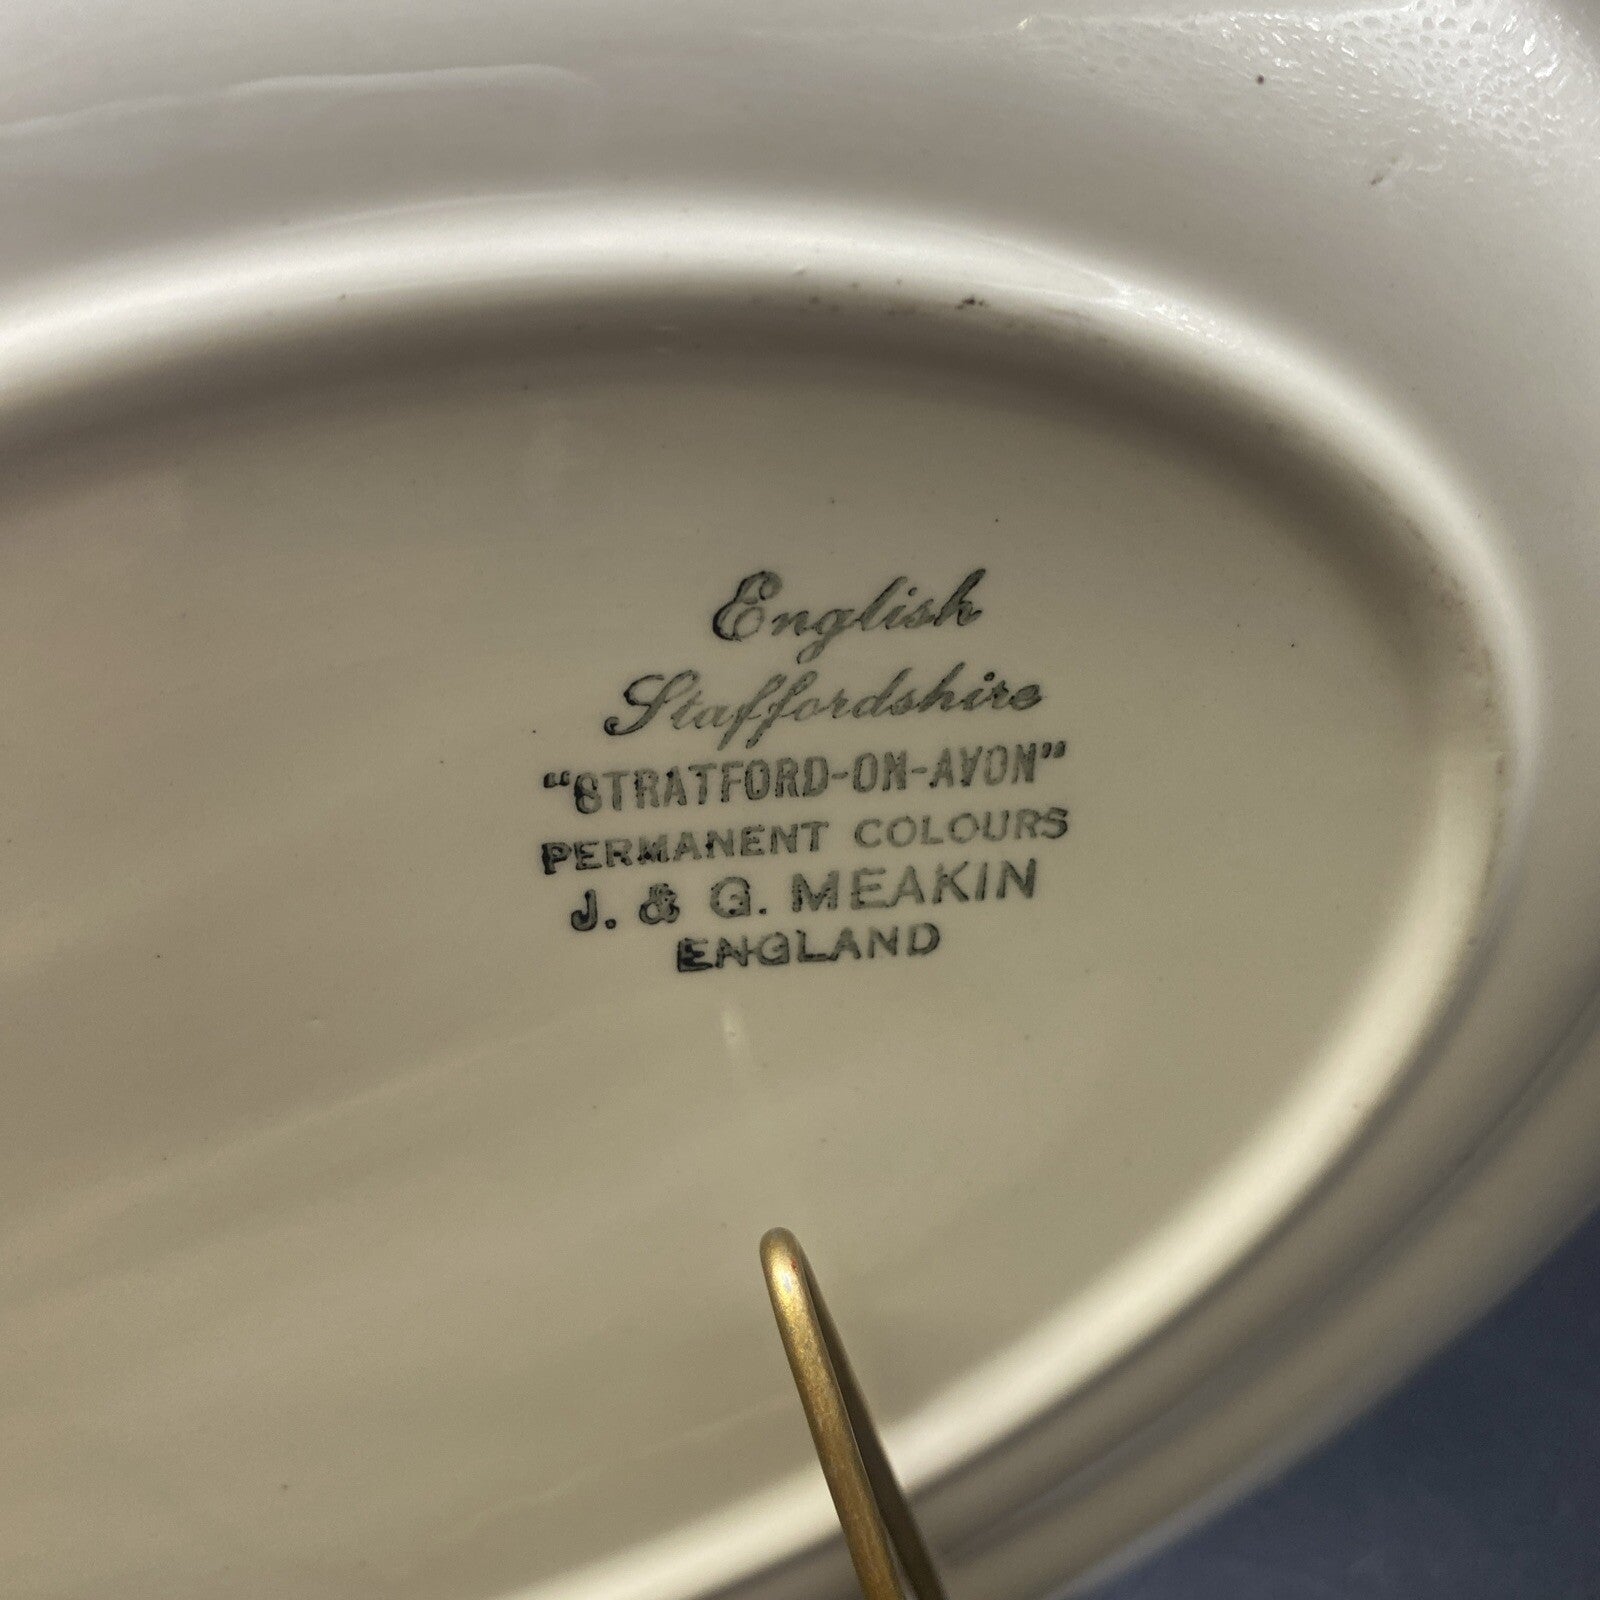 English
Staffordshire
"STRATFORD-ON-AVON"
PERMANENT COLOURS
J. & G. MEAKIN
ENGLAND